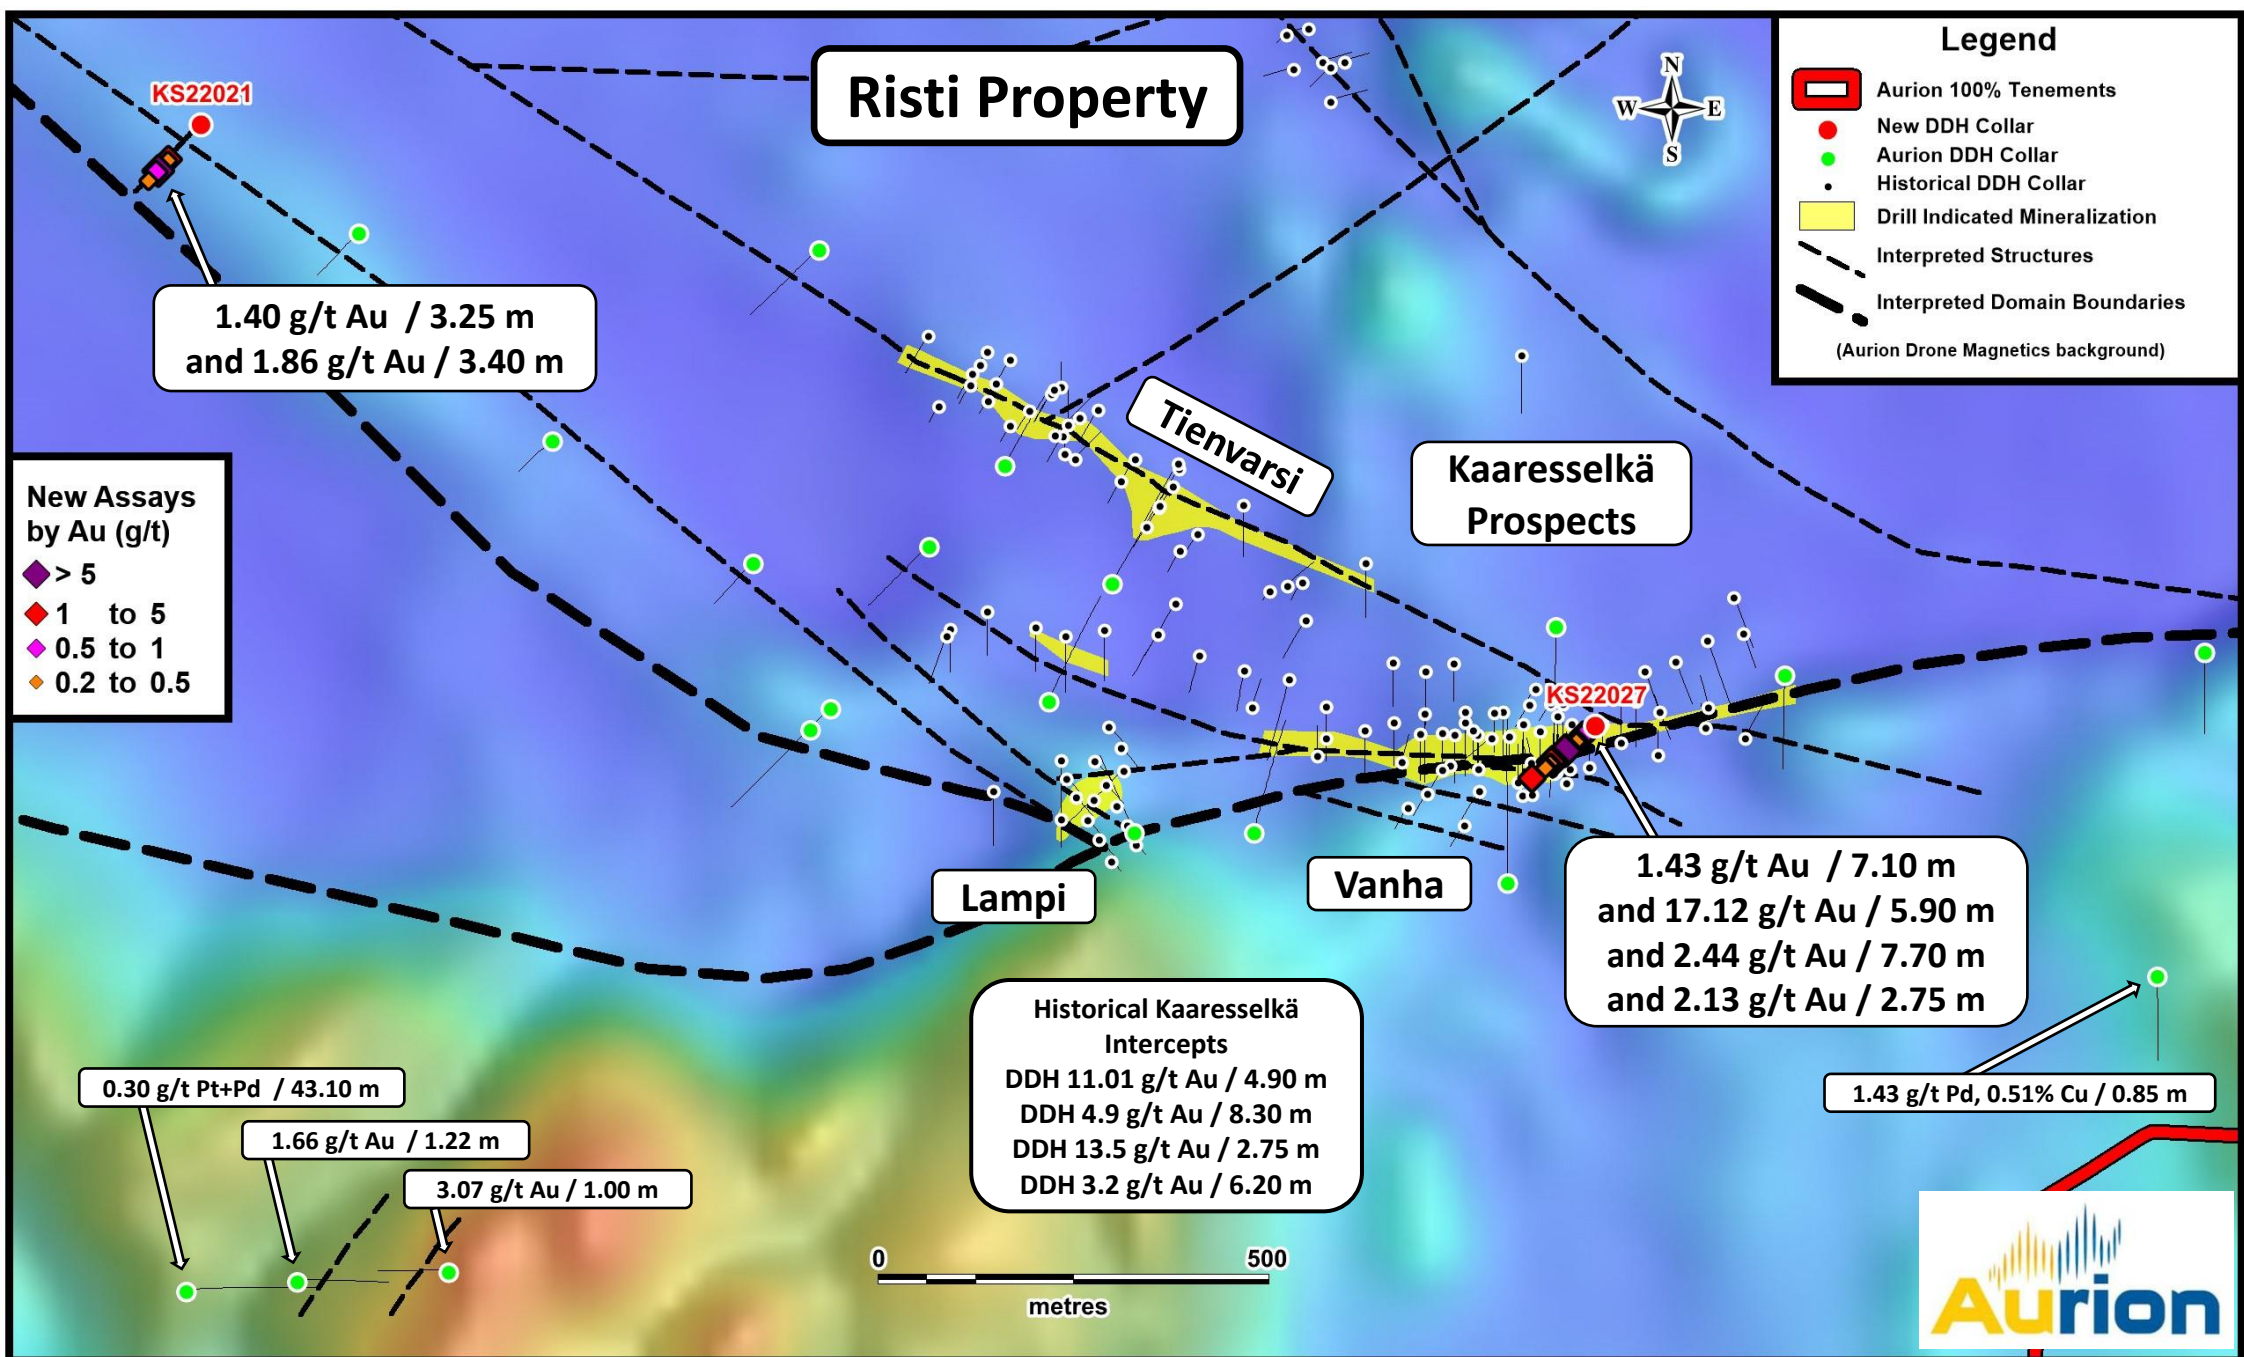 Risti Property
N
W E
S
Legend
Aurion 100% Tenements
New DDH Collar
Aurion DDH Collar
Historical DDH Collar
Drill Indicated Mineralization
Interpreted Structures
Interpreted Domain Boundaries
(Aurion Drone Magnetics background)
KS22021
1.40 g/t Au / 3.25 m
and 1.86 g/t Au / 3.40 m
New Assays
by Au (g/t)
> 5
1 to 5
0.5 to 1
0.2 to 0.5
Tienvarsi
Kaaresselkä
Prospects
KS22027
Lampi
Vanha
1.43 g/t Au / 7.10 m
and 17.12 g/t Au / 5.90 m
and 2.44 g/t Au / 7.70 m
and 2.13 g/t Au / 2.75 m
Historical Kaaresselkä
Intercepts
DDH 11.01 g/t Au / 4.90 m
DDH 4.9 g/t Au / 8.30 m
DDH 13.5 g/t Au / 2.75 m
DDH 3.2 g/t Au / 6.20 m
0.30 g/t Pt+Pd / 43.10 m
1.66 g/t Au / 1.22 m
3.07 g/t Au / 1.00 m
1.43 g/t Pd, 0.51% Cu / 0.85 m
0 500
metres
Aurion